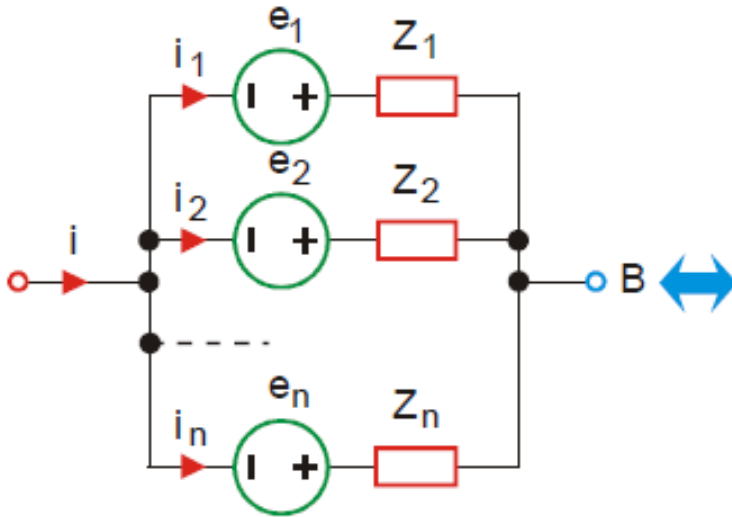 e₁
i₁
Z₁
- +
e₂
i₂
Z₂
- +
i
B
eₙ
iₙ
Zₙ
- +